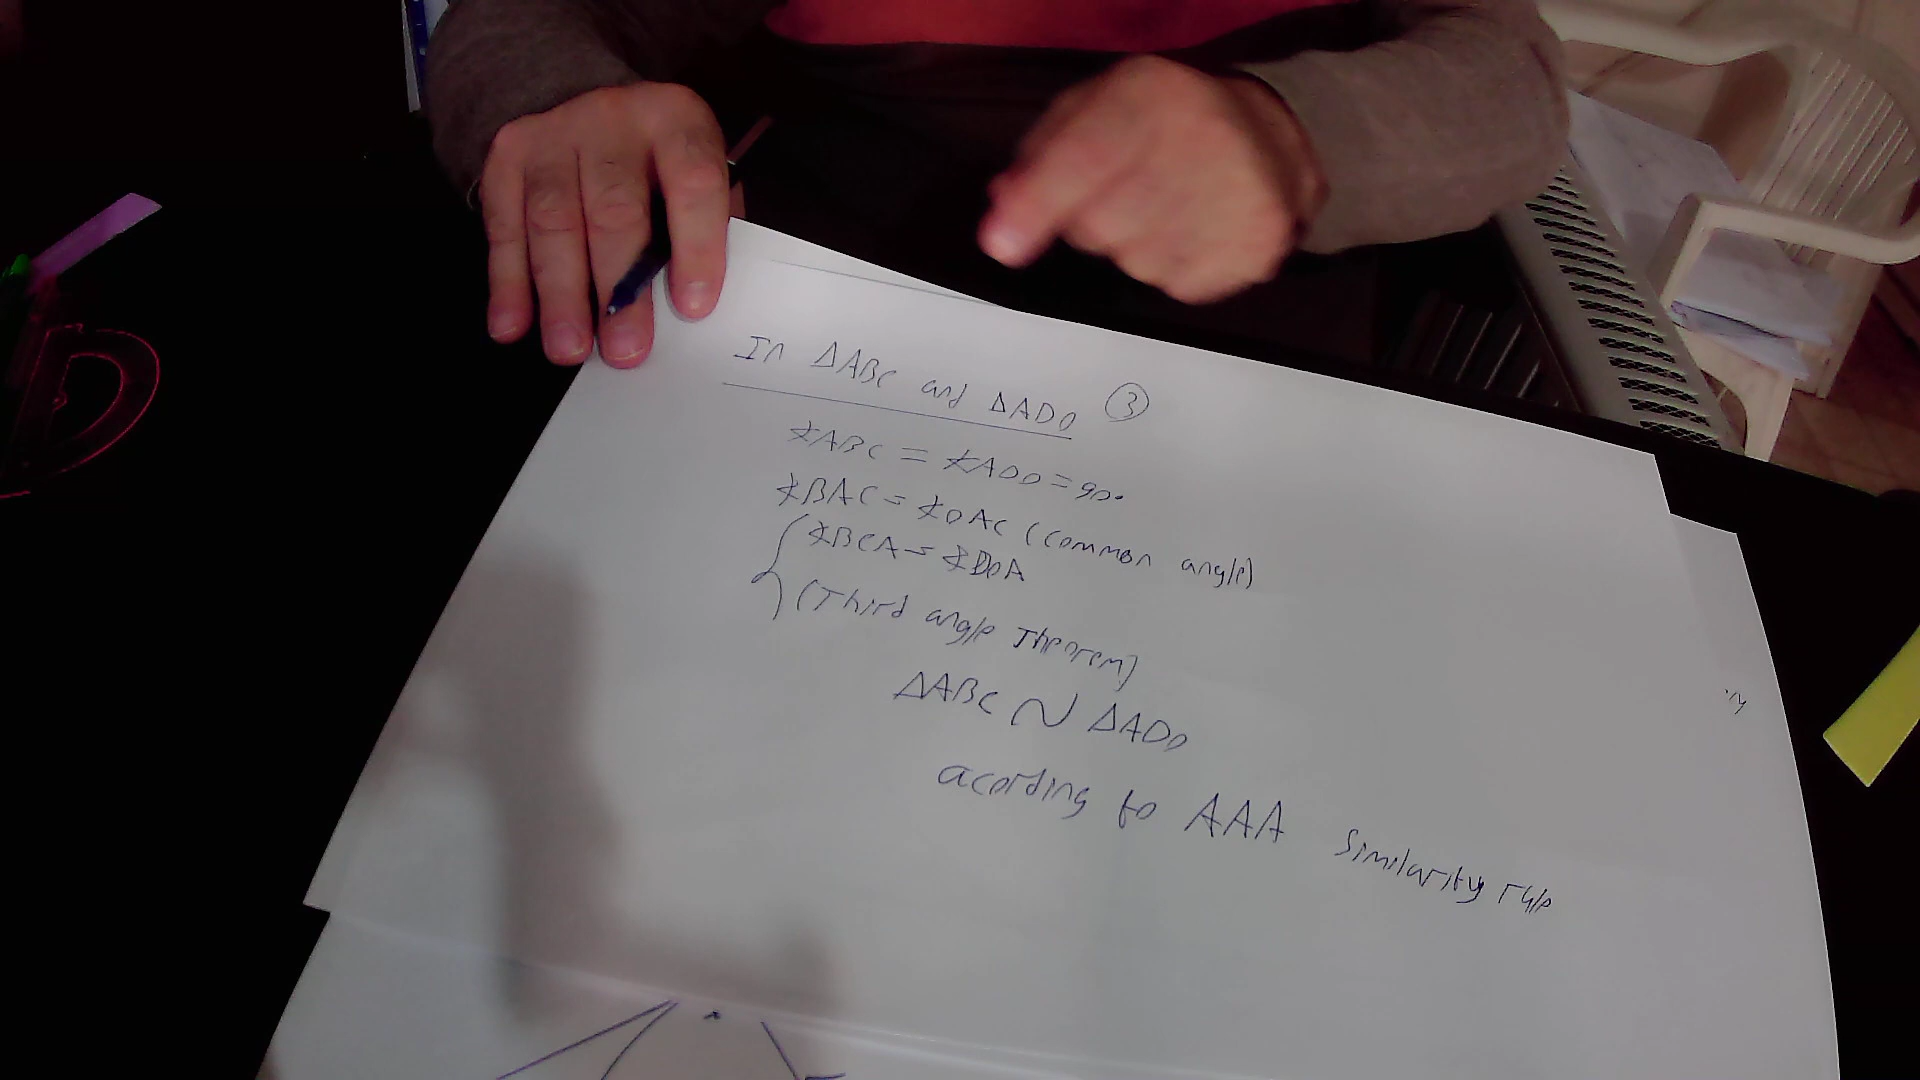 In ΔABC and ΔADO ③
∡ABC = ∡ADO = 90°
∡BAC = ∡OAC (common angle)
∡BCA = ∡DOA
(Third angle Theorem)
ΔABC ~ ΔADO
acording to AAA Similarity rule